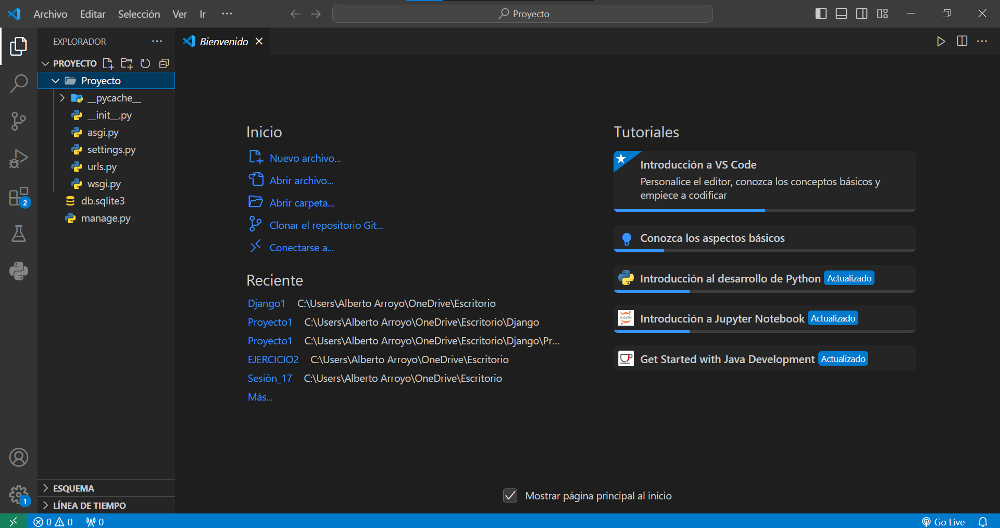 Archivo Editar Selección Ver Ir ··· Proyecto
EXPLORADOR ···
Bienvenido
PROYECTO
Proyecto
__pycache__
__init__.py
asgi.py
settings.py
urls.py
wsgi.py
db.sqlite3
manage.py
ESQUEMA
LÍNEA DE TIEMPO
Inicio
Nuevo archivo...
Abrir archivo...
Abrir carpeta...
Clonar el repositorio Git...
Conectarse a...
Reciente
Django1 C:\Users\Alberto Arroyo\OneDrive\Escritorio
Proyecto1 C:\Users\Alberto Arroyo\OneDrive\Escritorio\Django
Proyecto1 C:\Users\Alberto Arroyo\OneDrive\Escritorio\Django\Pr...
EJERCICIO2 C:\Users\Alberto Arroyo\OneDrive\Escritorio
Sesión_17 C:\Users\Alberto Arroyo\OneDrive\Escritorio
Más...
Tutoriales
Introducción a VS Code
Personalice el editor, conozca los conceptos básicos y
empiece a codificar
Conozca los aspectos básicos
Introducción al desarrollo de Python Actualizado
jupyter
Introducción a Jupyter Notebook Actualizado
Get Started with Java Development Actualizado
Mostrar página principal al inicio
2
1
0 0 0 Go Live